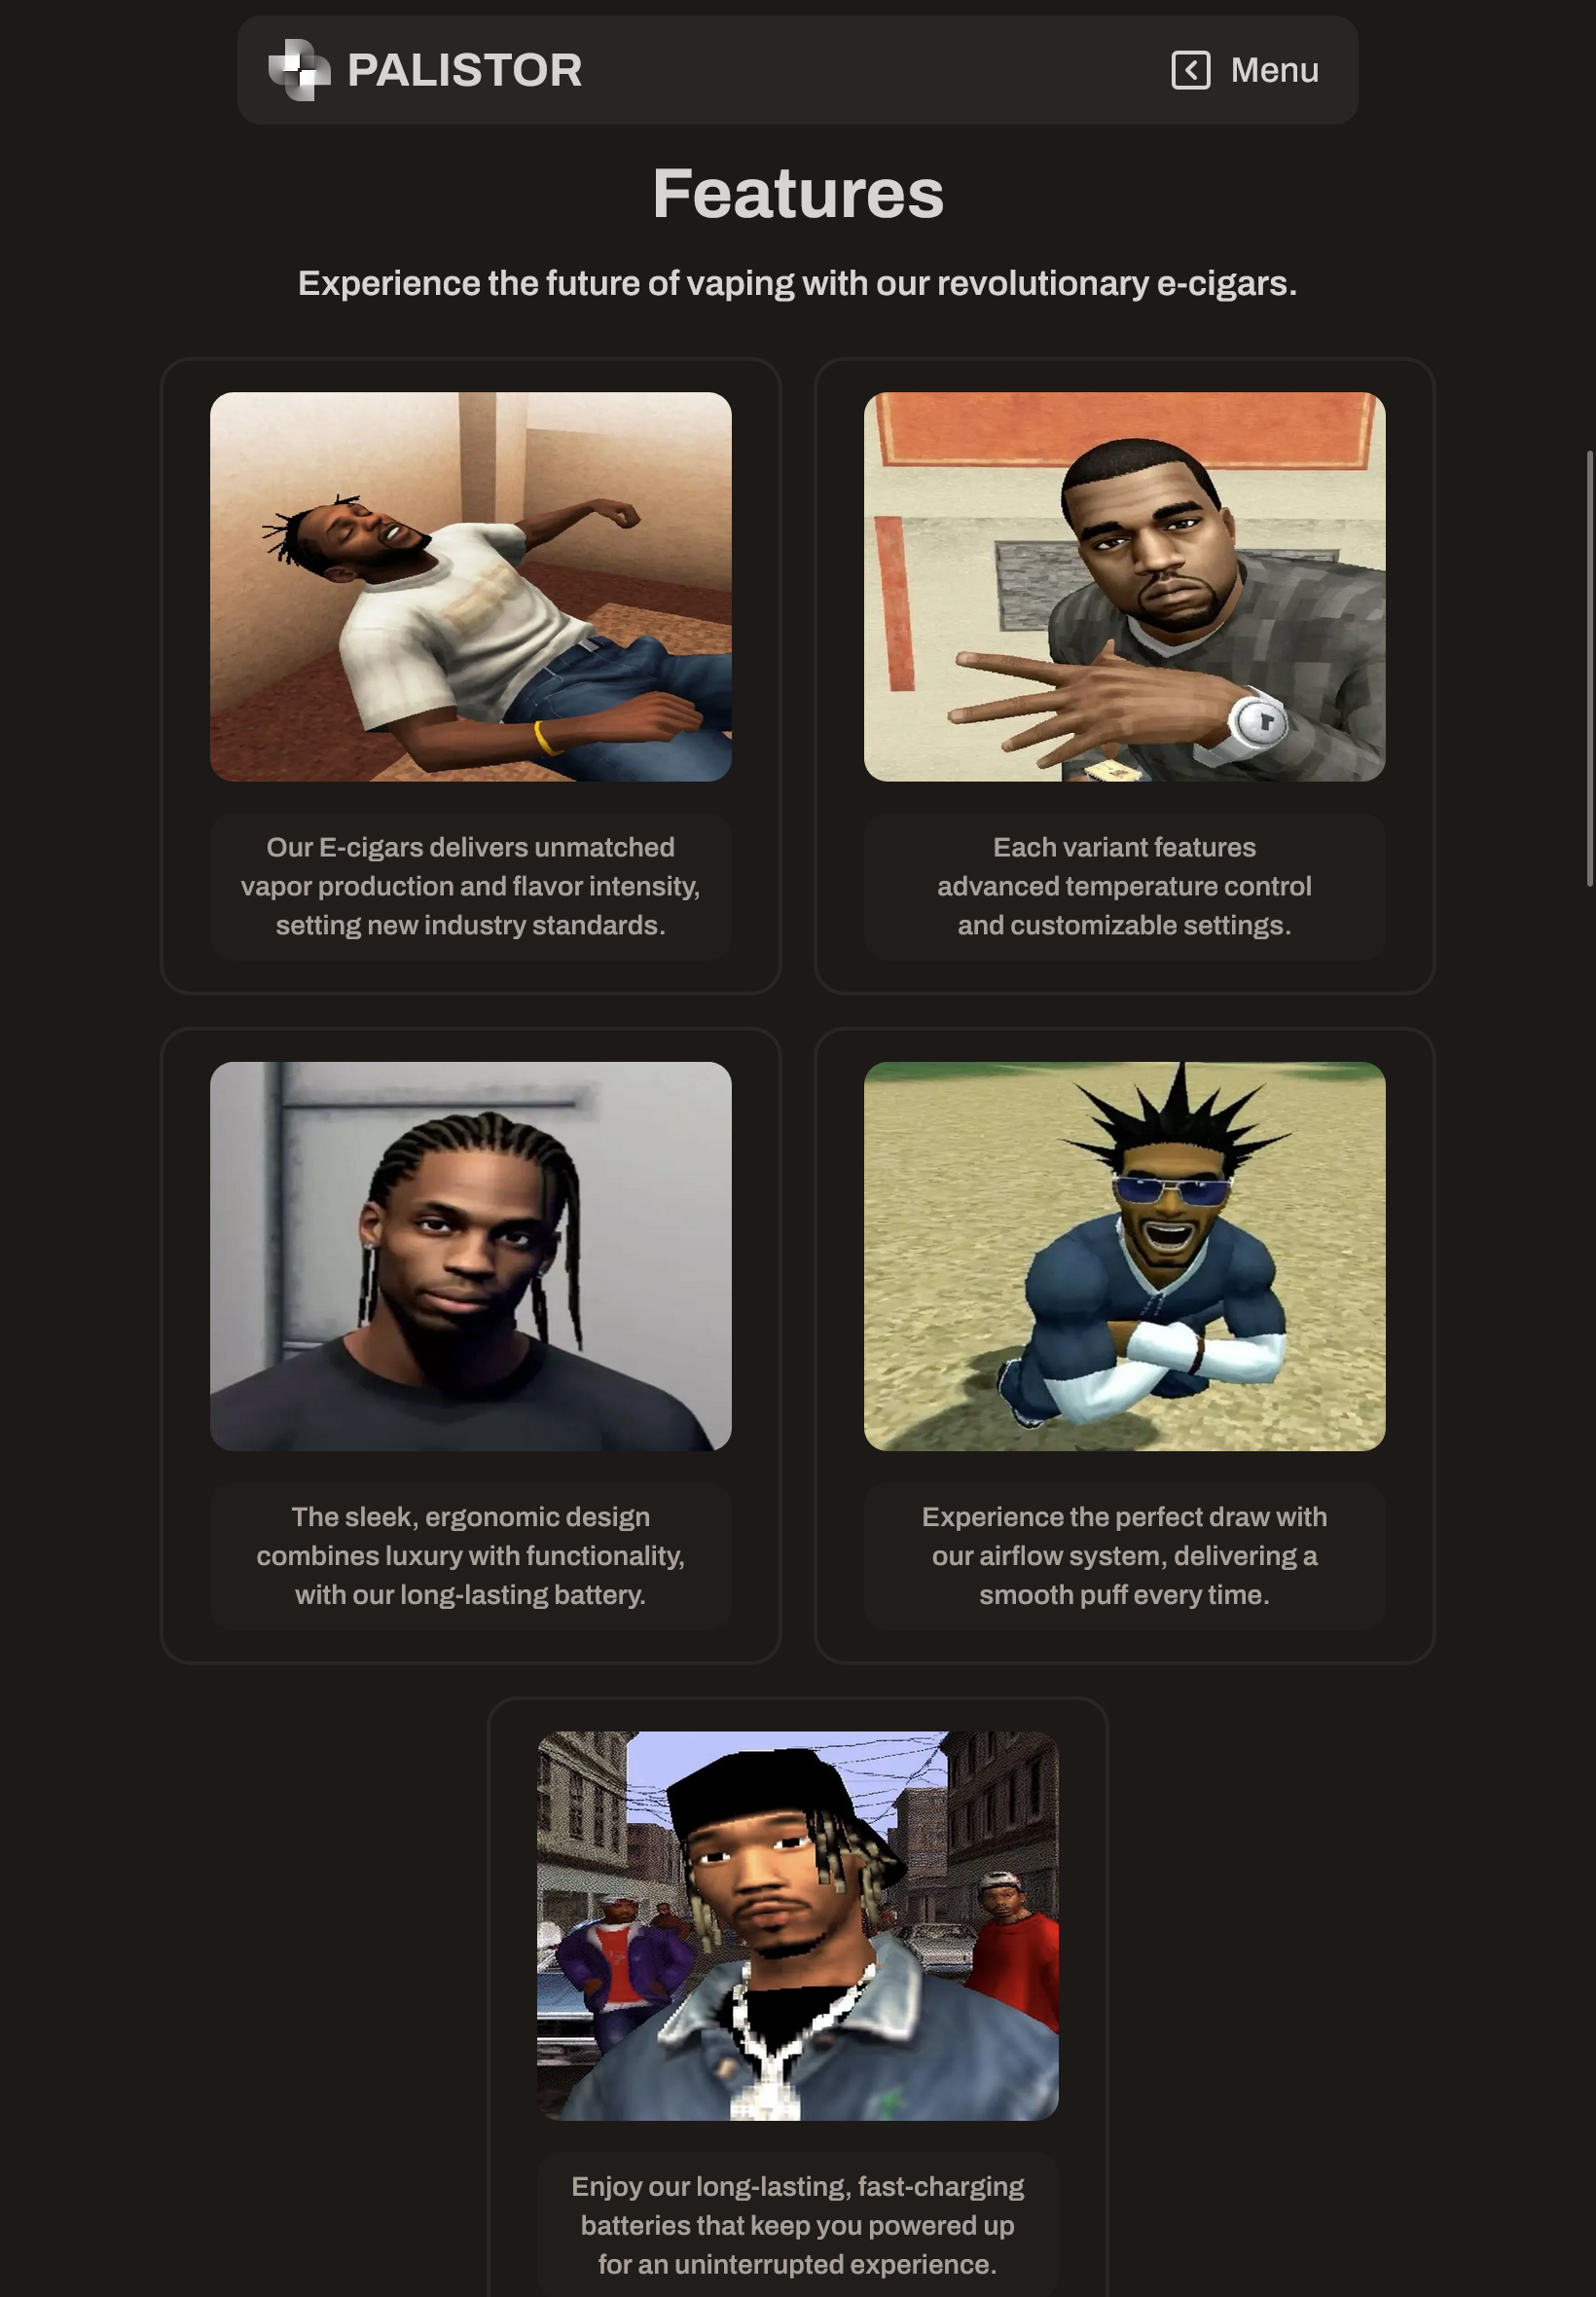 PALISTOR
Menu
Features
Experience the future of vaping with our revolutionary e-cigars.
Our E-cigars delivers unmatched
vapor production and flavor intensity,
setting new industry standards.
Each variant features
advanced temperature control
and customizable settings.
The sleek, ergonomic design
combines luxury with functionality,
with our long-lasting battery.
Experience the perfect draw with
our airflow system, delivering a
smooth puff every time.
Enjoy our long-lasting, fast-charging
batteries that keep you powered up
for an uninterrupted experience.